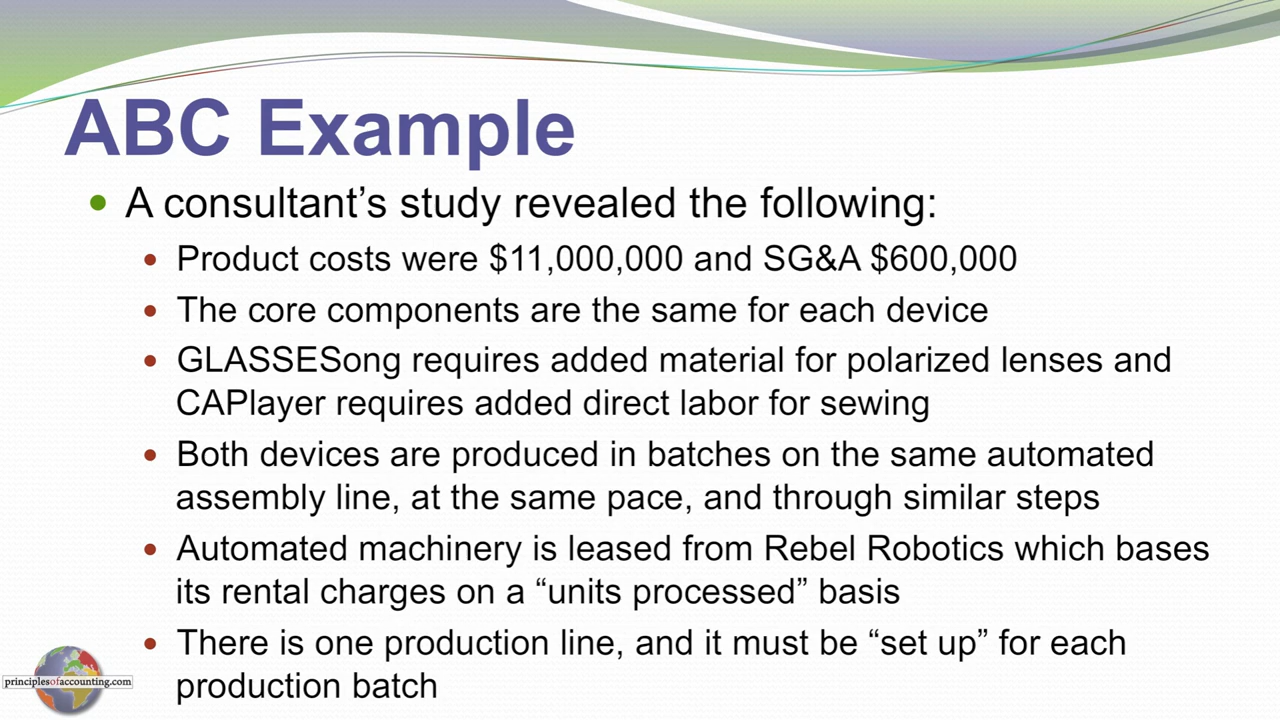 ABC Example
• A consultant’s study revealed the following:
• Product costs were $11,000,000 and SG&A $600,000
• The core components are the same for each device
• GLASSESong requires added material for polarized lenses and
CAPlayer requires added direct labor for sewing
• Both devices are produced in batches on the same automated
assembly line, at the same pace, and through similar steps
• Automated machinery is leased from Rebel Robotics which bases
its rental charges on a “units processed” basis
• There is one production line, and it must be “set up” for each
production batch
principlesofaccounting.com